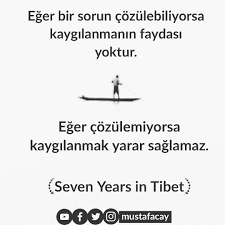 Eğer bir sorun çözülebiliyorsa
kaygılanmanın faydası
yoktur.
Eğer çözülemiyorsa
kaygılanmak yarar sağlamaz.
(Seven Years in Tibet)
mustafacay